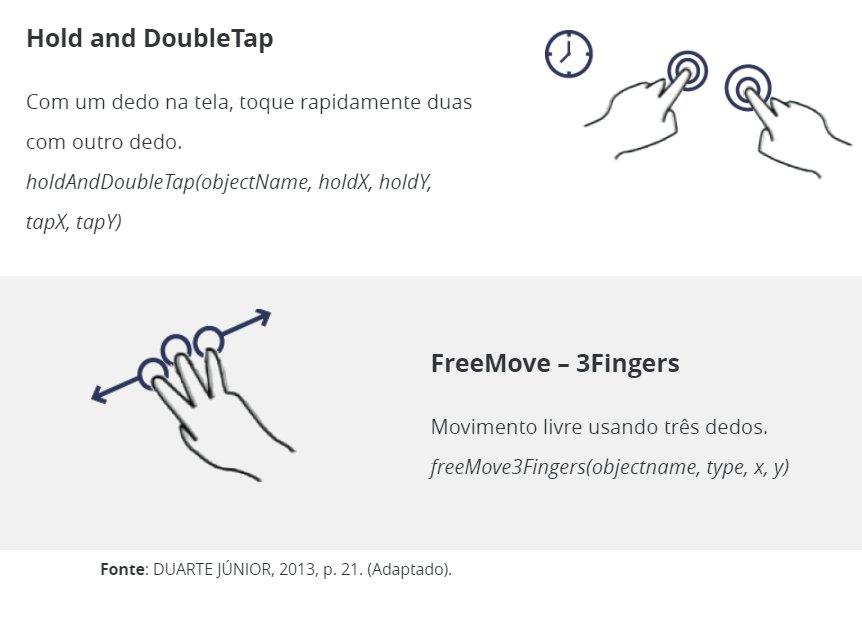 Hold and DoubleTap
Com um dedo na tela, toque rapidamente duas
com outro dedo.
holdAndDoubleTap(objectName, holdX, holdY,
tapX, tapY)
FreeMove – 3Fingers
Movimento livre usando três dedos.
freeMove3Fingers(objectname, type, x, y)
Fonte: DUARTE JÚNIOR, 2013, p. 21. (Adaptado).